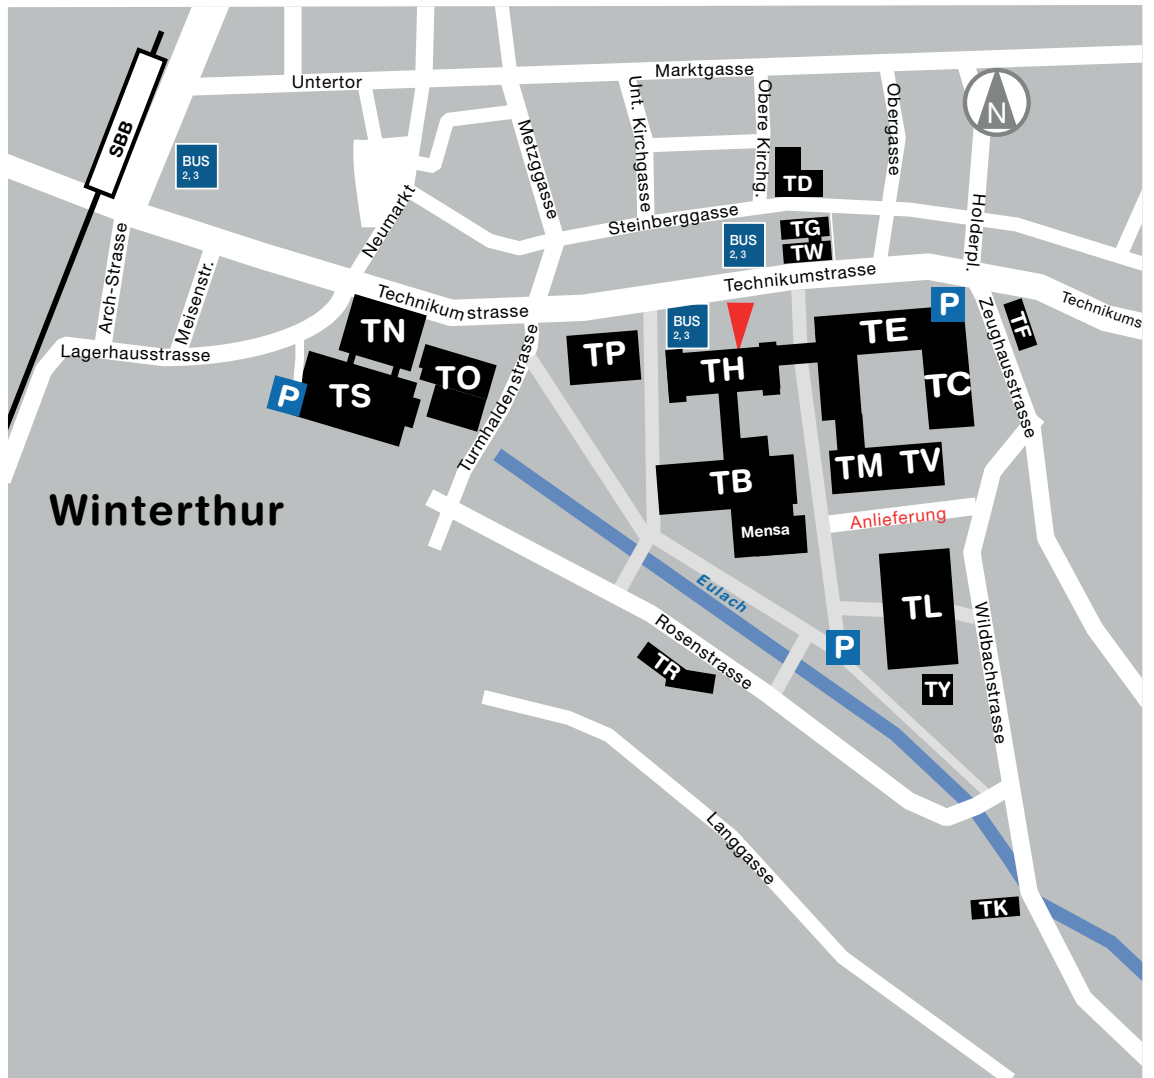 Untertor
Marktgasse
SBB
BUS
2, 3
Metzggasse
Unt. Kirchgasse
Obere Kirchg.
Obergasse
N
TD
Neumarkt
Steinberggasse
Holderpl.
TG
TW
BUS
2, 3
Arch-Strasse
Meisenstr.
Technikumstrasse
Technikumstrasse
Technikums
P
Zeughausstrasse
TF
Lagerhausstrasse
TN
BUS
2, 3
TP
TH
TE
TC
P
TS
TO
Turmhaldenstrasse
TB
TM
TV
Winterthur
Mensa
Anlieferung
Eulach
TL
Rosenstrasse
P
TR
TY
Wildbachstrasse
Langgasse
TK